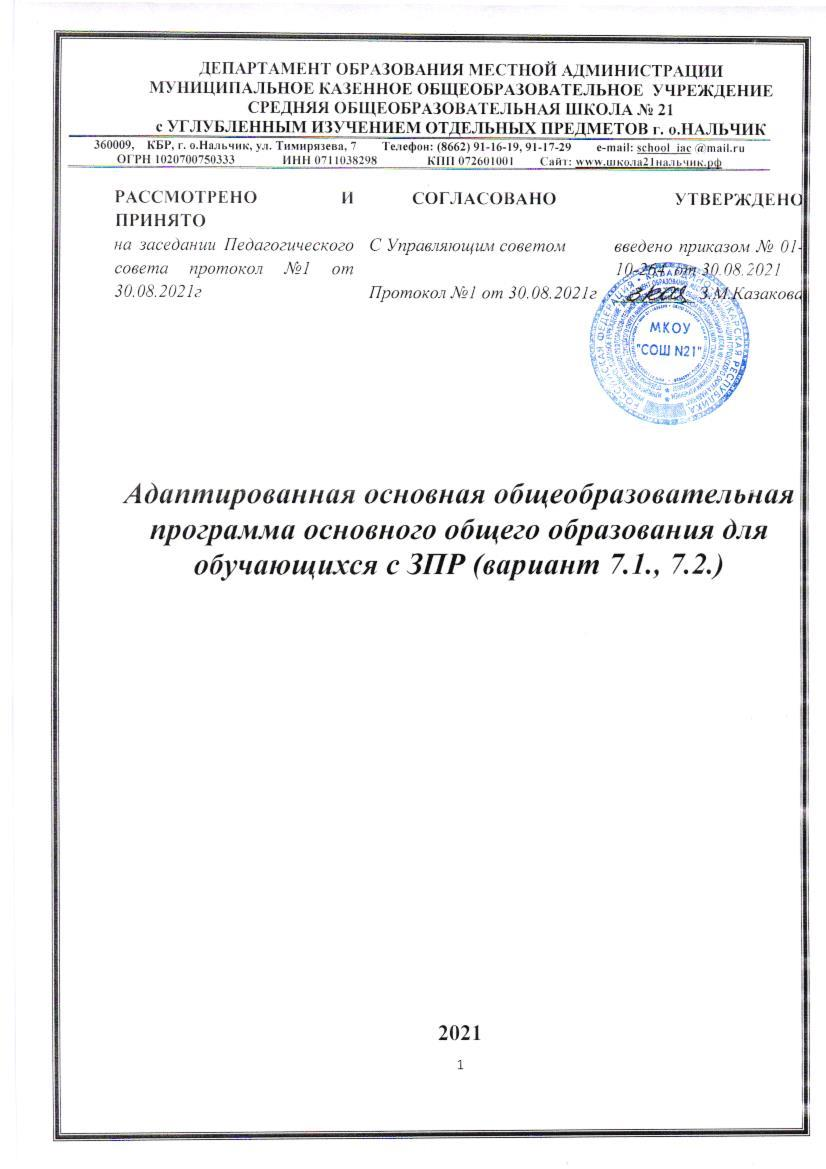 ДЕПАРТАМЕНТ ОБРАЗОВАНИЯ МЕСТНОЙ АДМИНИСТРАЦИИ
МУНИЦИПАЛЬНОЕ КАЗЕННОЕ ОБЩЕОБРАЗОВАТЕЛЬНОЕ УЧРЕЖДЕНИЕ
СРЕДНЯЯ ОБЩЕОБРАЗОВАТЕЛЬНАЯ ШКОЛА № 21
с УГЛУБЛЕННЫМ ИЗУЧЕНИЕМ ОТДЕЛЬНЫХ ПРЕДМЕТОВ г. о.НАЛЬЧИК
360009, КБР, г. о.Нальчик, ул. Тимирязева, 7 Телефон: (8662) 91-16-19, 91-17-29 e-mail: school_iac @mail.ru
ОГРН 1020700750333 ИНН 0711038298 КПП 072601001 Сайт: www.школа21нальчик.рф
РАССМОТРЕНО И
ПРИНЯТО
на заседании Педагогического
совета протокол №1 от
30.08.2021г
СОГЛАСОВАНО
С Управляющим советом
Протокол №1 от 30.08.2021г
УТВЕРЖДЕНО
введено приказом № 01-
10-264 от 30.08.2021
З.М.Казакова
МКОУ
"СОШ N21"
Адаптированная основная общеобразовательная
программа основного общего образования для
обучающихся с ЗПР (вариант 7.1., 7.2.)
2021
1